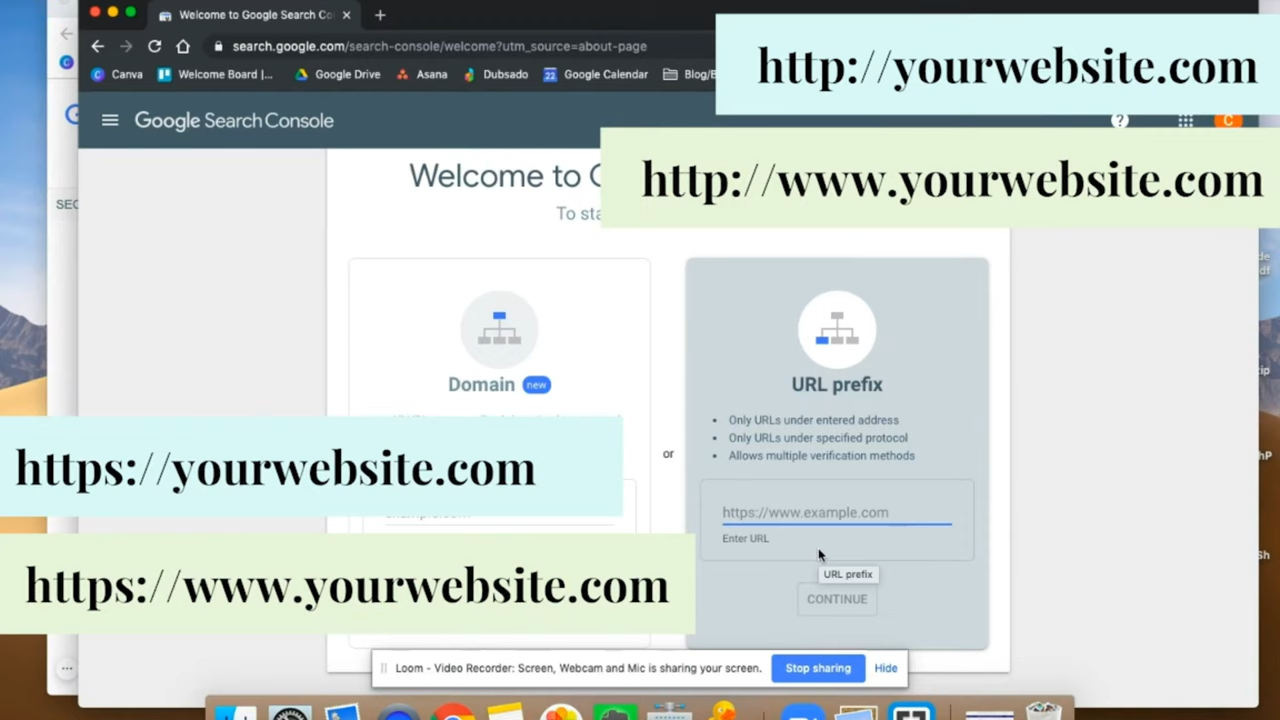 Welcome to Google Search Co
search.google.com/search-console/welcome?utm_source=about-page
Canva
Welcome Board |...
Google Drive
Asana
Dubsado
22
Google Calendar
Blog/B
http://yourwebsite.com
Google Search Console
?
C
http://www.yourwebsite.com
Welcome to G
To sta
SEC
Domain
new
or
URL prefix
• Only URLs under entered address
• Only URLs under specified protocol
• Allows multiple verification methods
https://yourwebsite.com
https://www.example.com
Enter URL
URL prefix
CONTINUE
https://www.yourwebsite.com
Loom - Video Recorder: Screen, Webcam and Mic is sharing your screen.
Stop sharing
Hide